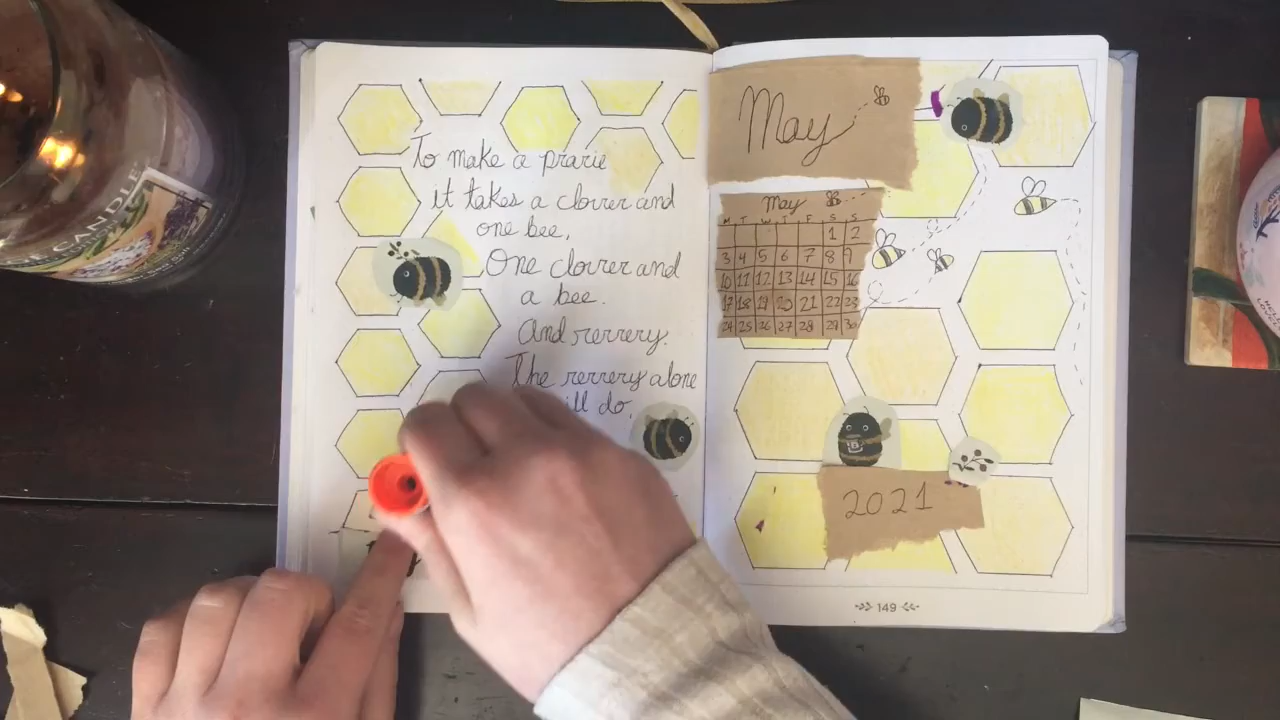 To make a prarie
it takes a clover and
one bee,
One clover and
a bee.
And revery.
The revery alone
ill do,
May
May
M T W T F S S
1 2
3 4 5 6 7 8 9
10 11 12 13 14 15 16
17 18 19 20 21 22 23
24 25 26 27 28 29 30
2021
149
CANDLE